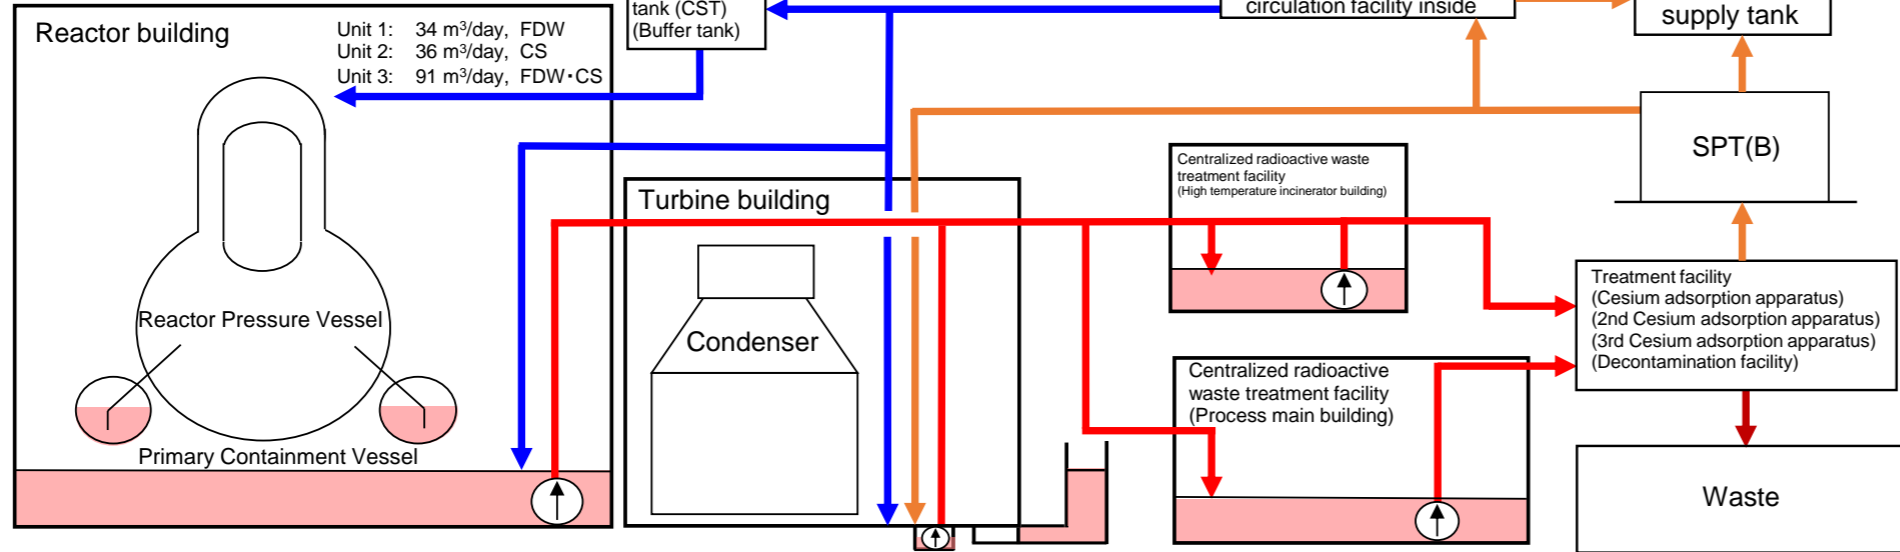 tank (CST)
(Buffer tank)
circulation facility inside
supply tank
Reactor building
Unit 1: 34 m³/day, FDW
Unit 2: 36 m³/day, CS
Unit 3: 91 m³/day, FDW・CS
SPT(B)
Centralized radioactive waste
treatment facility
(High temperature incinerator building)
Turbine building
Treatment facility
(Cesium adsorption apparatus)
(2nd Cesium adsorption apparatus)
(3rd Cesium adsorption apparatus)
(Decontamination facility)
Reactor Pressure Vessel
Condenser
Centralized radioactive
waste treatment facility
(Process main building)
Primary Containment Vessel
Waste